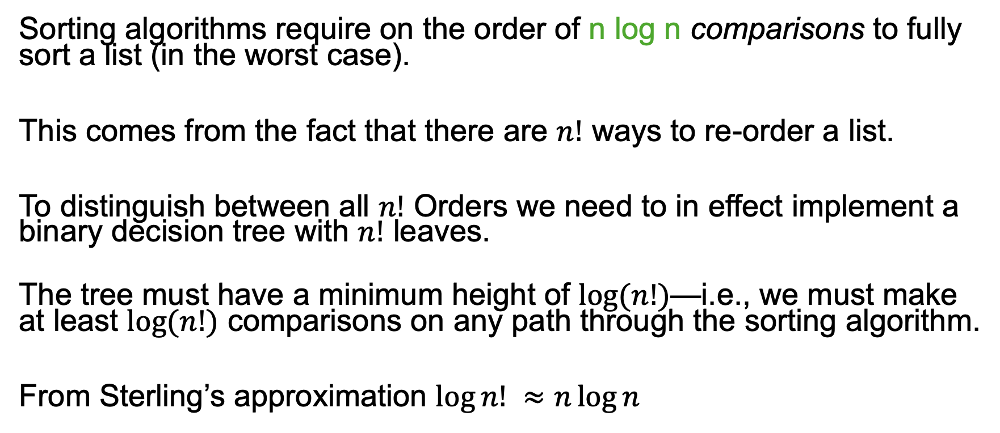 Sorting algorithms require on the order of n log n comparisons to fully
sort a list (in the worst case).
This comes from the fact that there are n! ways to re-order a list.
To distinguish between all n! Orders we need to in effect implement a
binary decision tree with n! leaves.
The tree must have a minimum height of log(n!)—i.e., we must make
at least log(n!) comparisons on any path through the sorting algorithm.
From Sterling’s approximation log n! ≈ n log n